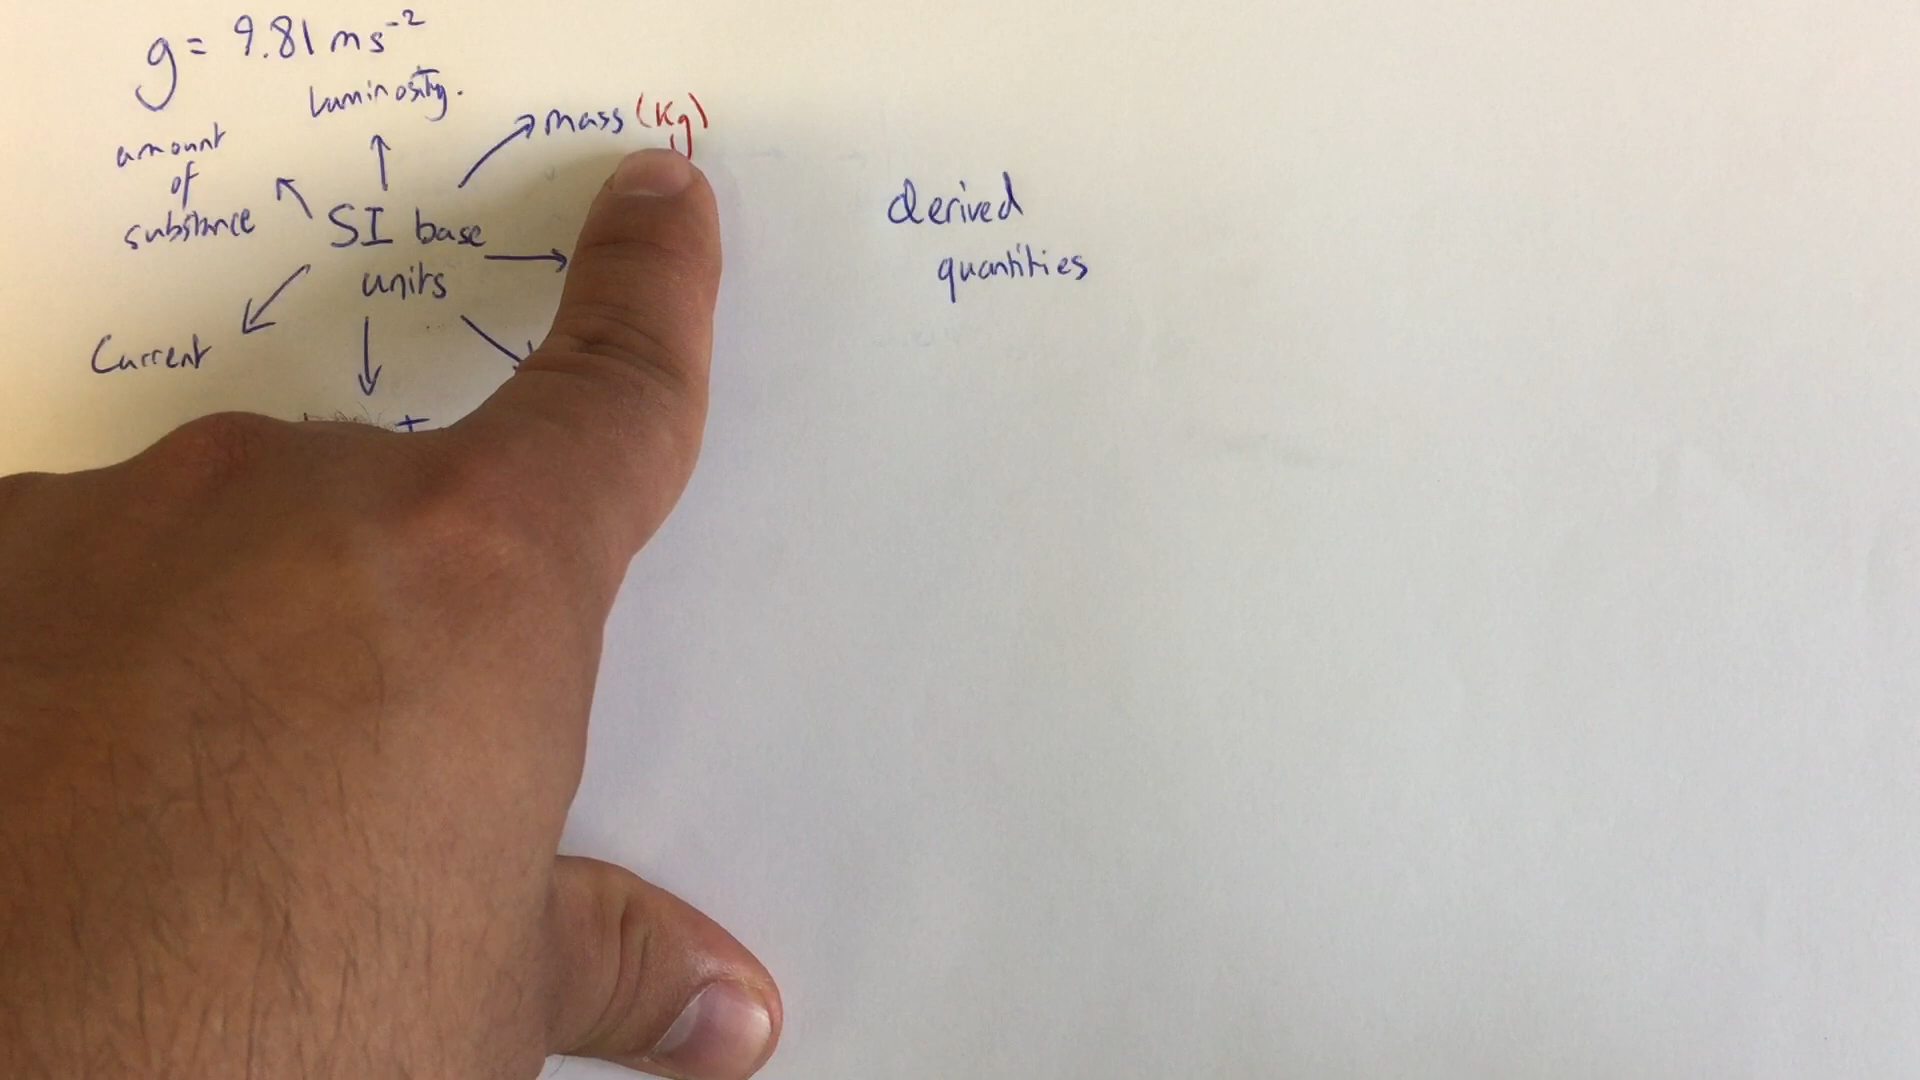 g = 9.81 ms⁻²
luminosity.
mass (Kg)
amount
of
substance
SI base
units
Current
derived
quantities